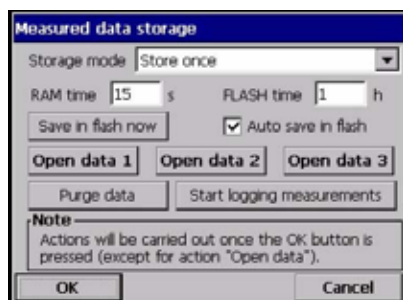 Measured data storage
Storage mode Store once
RAM time 15 s FLASH time 1 h
Save in flash now Auto save in flash
Open data 1 Open data 2 Open data 3
Purge data Start logging measurements
Note
Actions will be carried out once the OK button is
pressed (except for action "Open data").
OK Cancel